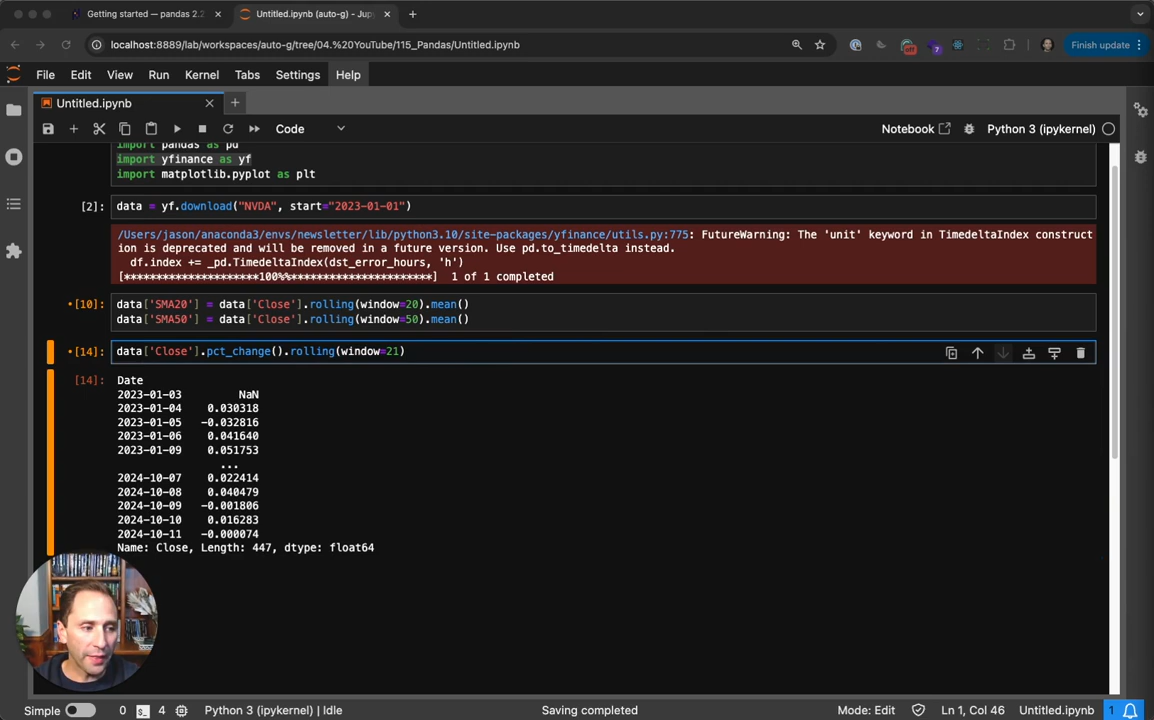 Getting started — pandas 2.2
Untitled.ipynb (auto-g) - Jup
localhost:8889/lab/workspaces/auto-g/tree/04.%20YouTube/115_Pandas/Untitled.ipynb
off
7
Finish update
File Edit View Run Kernel Tabs Settings Help
Untitled.ipynb
Code
Notebook
Python 3 (ipykernel)
import pandas as pd
import yfinance as yf
import matplotlib.pyplot as plt
[2]: data = yf.download("NVDA", start="2023-01-01")
/Users/jason/anaconda3/envs/newsletter/lib/python3.10/site-packages/yfinance/utils.py:775: FutureWarning: The 'unit' keyword in TimedeltaIndex construct
ion is deprecated and will be removed in a future version. Use pd.to_timedelta instead.
df.index += _pd.TimedeltaIndex(dst_error_hours, 'h')
[**********************100%%**********************] 1 of 1 completed
•[10]: data['SMA20'] = data['Close'].rolling(window=20).mean()
data['SMA50'] = data['Close'].rolling(window=50).mean()
•[14]: data['Close'].pct_change().rolling(window=21)
[14]: Date
2023-01-03 NaN
2023-01-04 0.030318
2023-01-05 -0.032816
2023-01-06 0.041640
2023-01-09 0.051753
...
2024-10-07 0.022414
2024-10-08 0.040479
2024-10-09 -0.001806
2024-10-10 0.016283
2024-10-11 -0.000074
Name: Close, Length: 447, dtype: float64
Simple 0 $_ 4 Python 3 (ipykernel) | Idle Saving completed Mode: Edit Ln 1, Col 46 Untitled.ipynb 1